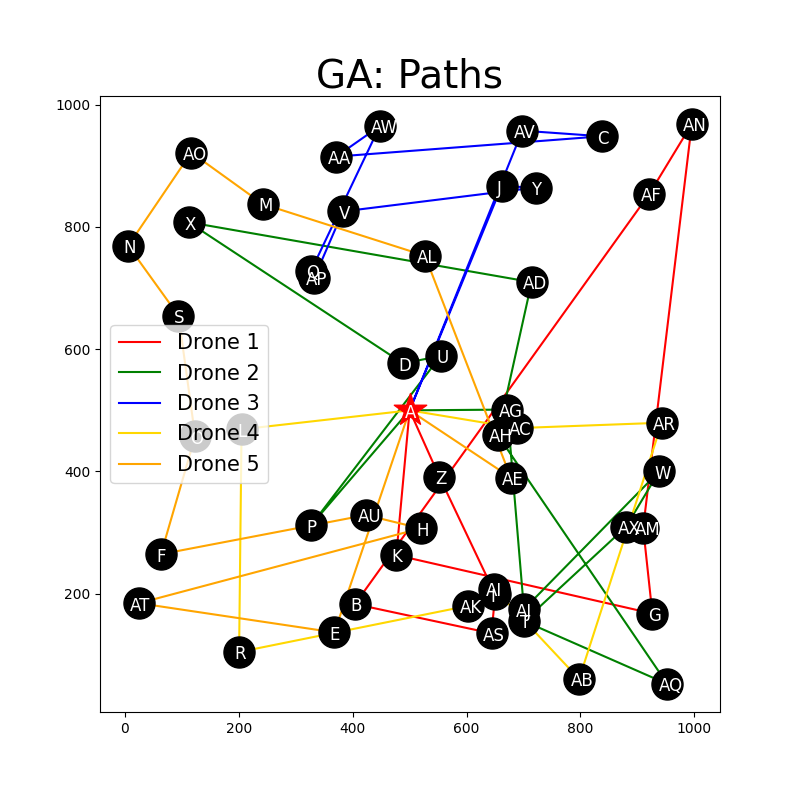 GA: Paths
1000
800
600
400
200
0
0
200
400
600
800
1000
Drone 1
Drone 2
Drone 3
Drone 4
Drone 5
AN
AW
AV
C
AO
AA
J
Y
AF
M
X
V
N
AL
Q
AP
AD
S
D
U
A
AG
AH
AC
AR
L
Z
AE
W
P
AU
H
AX
AM
F
K
AT
B
AK
AI
I
AJ
T
G
AS
E
R
AB
AQ